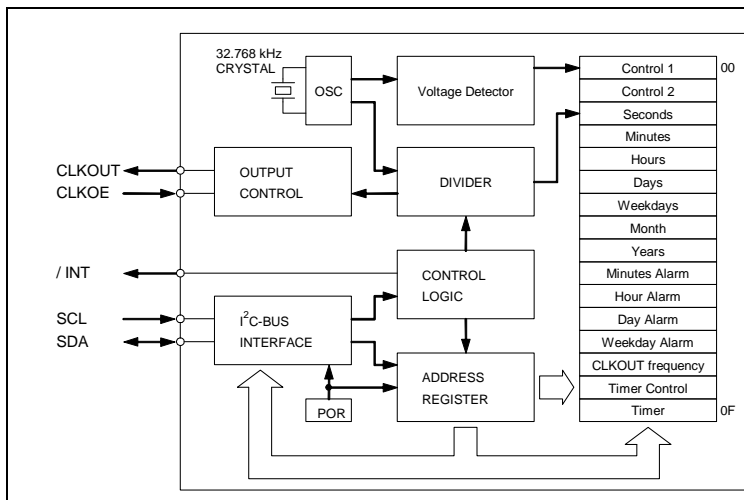 32.768 kHz
CRYSTAL
OSC
Voltage Detector
Control 1
00
Control 2
Seconds
Minutes
Hours
Days
Weekdays
Month
Years
Minutes Alarm
Hour Alarm
Day Alarm
Weekday Alarm
CLKOUT frequency
Timer Control
Timer
0F
CLKOUT
CLKOE
OUTPUT
CONTROL
DIVIDER
/ INT
CONTROL
LOGIC
SCL
SDA
I²C-BUS
INTERFACE
ADDRESS
REGISTER
POR